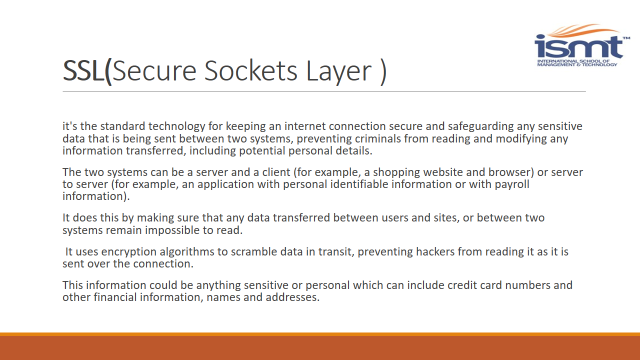 ismt™
INTERNATIONAL SCHOOL OF
MANAGEMENT & TECHNOLOGY
SSL(Secure Sockets Layer )
it's the standard technology for keeping an internet connection secure and safeguarding any sensitive
data that is being sent between two systems, preventing criminals from reading and modifying any
information transferred, including potential personal details.
The two systems can be a server and a client (for example, a shopping website and browser) or server
to server (for example, an application with personal identifiable information or with payroll
information).
It does this by making sure that any data transferred between users and sites, or between two
systems remain impossible to read.
It uses encryption algorithms to scramble data in transit, preventing hackers from reading it as it is
sent over the connection.
This information could be anything sensitive or personal which can include credit card numbers and
other financial information, names and addresses.